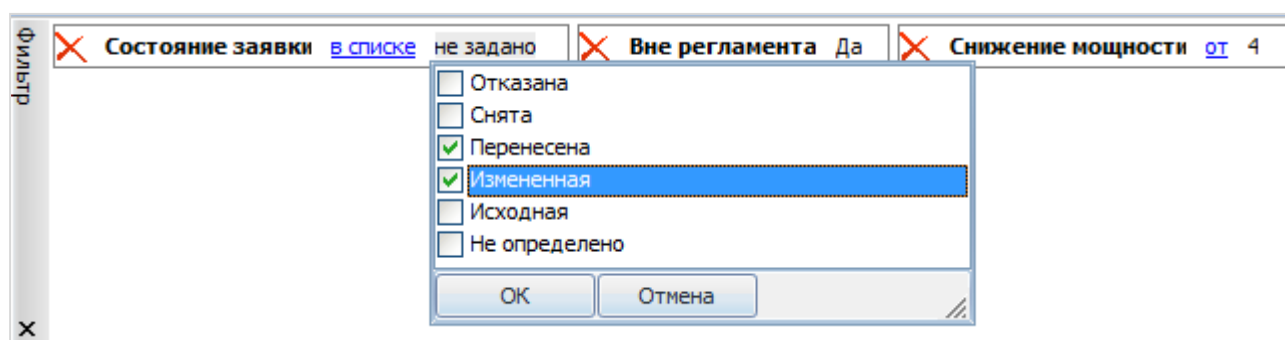 Фильтр
Состояние заявки в списке не задано Вне регламента Да Снижение мощности от 4
Отказана
Снята
Перенесена
Измененная
Исходная
Не определено
ОК Отмена